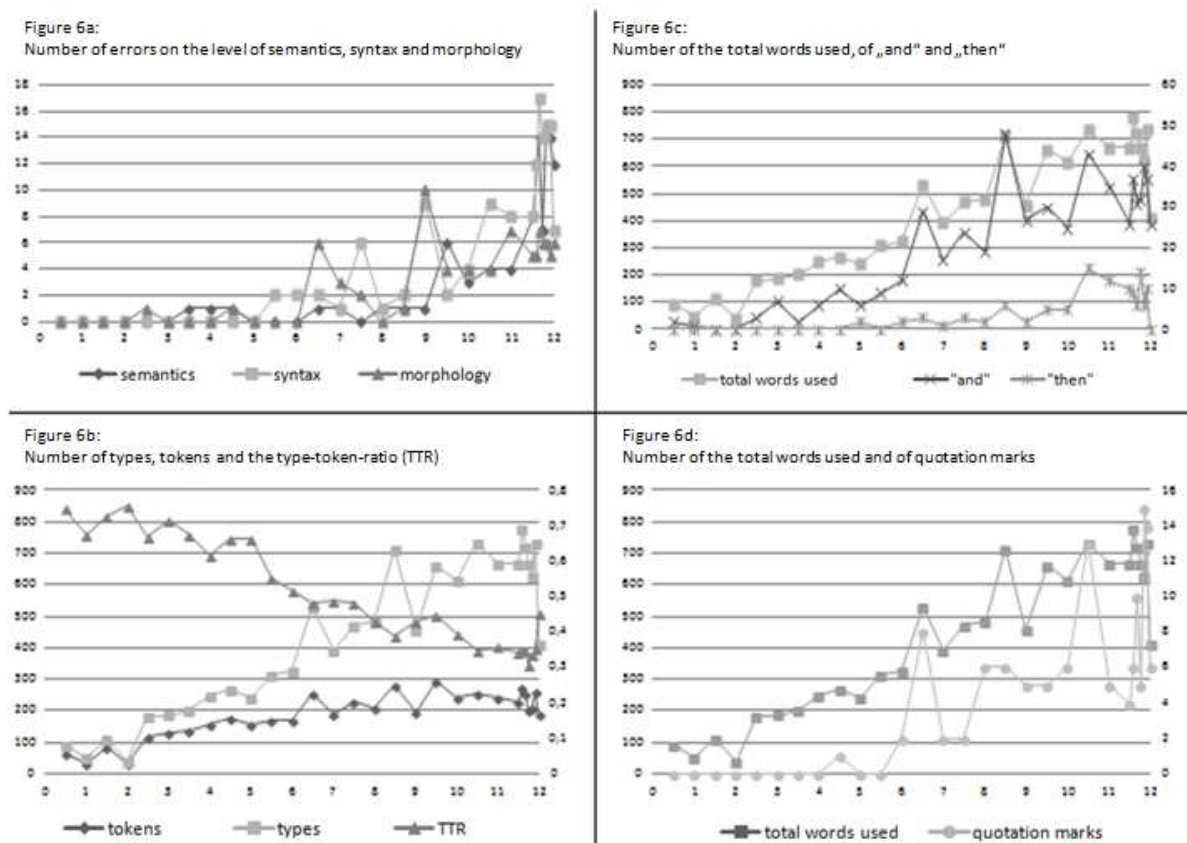 Figure 6a:
Number of errors on the level of semantics, syntax and morphology
18
16
14
12
10
8
6
4
2
0
0 1 2 3 4 5 6 7 8 9 10 11 12
semantics syntax morphology
Figure 6c:
Number of the total words used, of „and“ and „then“
900 60
800
700 50
600 40
500
400 30
300 20
200
100 10
0 0
0 1 2 3 4 5 6 7 8 9 10 11 12
total words used "and" "then"
Figure 6b:
Number of types, tokens and the type-token-ratio (TTR)
900 0,8
800 0,7
700 0,6
600 0,5
500
400 0,4
300 0,3
200 0,2
100 0,1
0 0
0 1 2 3 4 5 6 7 8 9 10 11 12
tokens types TTR
Figure 6d:
Number of the total words used and of quotation marks
900 16
800 14
700 12
600 10
500 8
400
300 6
200 4
100 2
0 0
0 1 2 3 4 5 6 7 8 9 10 11 12
total words used quotation marks